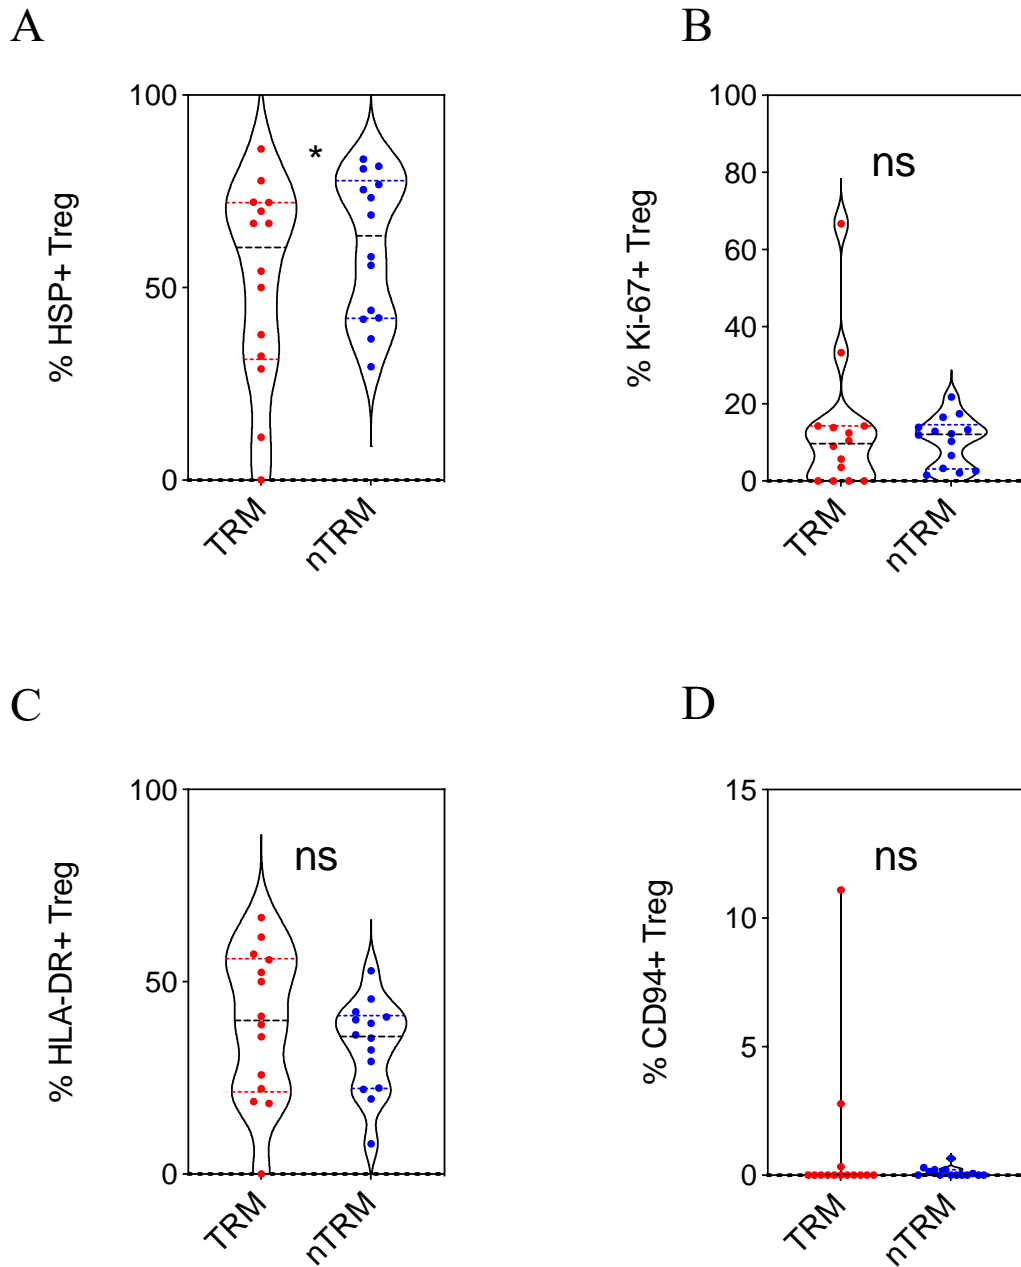 A
% HSP+ Treg
100
50
0
*
TRM
nTRM
B
% Ki-67+ Treg
100
80
60
40
20
0
ns
TRM
nTRM
C
% HLA-DR+ Treg
100
50
0
ns
TRM
nTRM
D
% CD94+ Treg
15
10
5
0
ns
TRM
nTRM